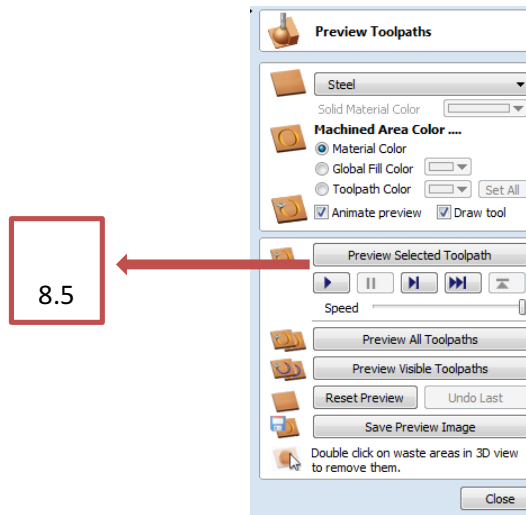 Preview Toolpaths
Steel
Solid Material Color
Machined Area Color ....
Material Color
Global Fill Color
Toolpath Color Set All
Animate preview Draw tool
Preview Selected Toolpath
8.5
Speed
Preview All Toolpaths
Preview Visible Toolpaths
Reset Preview Undo Last
Save Preview Image
Double click on waste areas in 3D view
to remove them.
Close